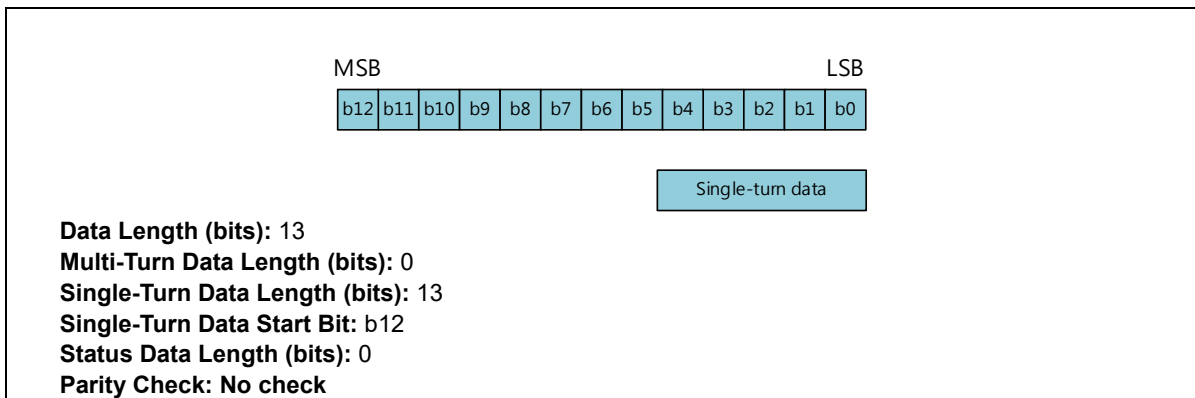 MSB LSB
b12 b11 b10 b9 b8 b7 b6 b5 b4 b3 b2 b1 b0
Single-turn data
Data Length (bits): 13
Multi-Turn Data Length (bits): 0
Single-Turn Data Length (bits): 13
Single-Turn Data Start Bit: b12
Status Data Length (bits): 0
Parity Check: No check